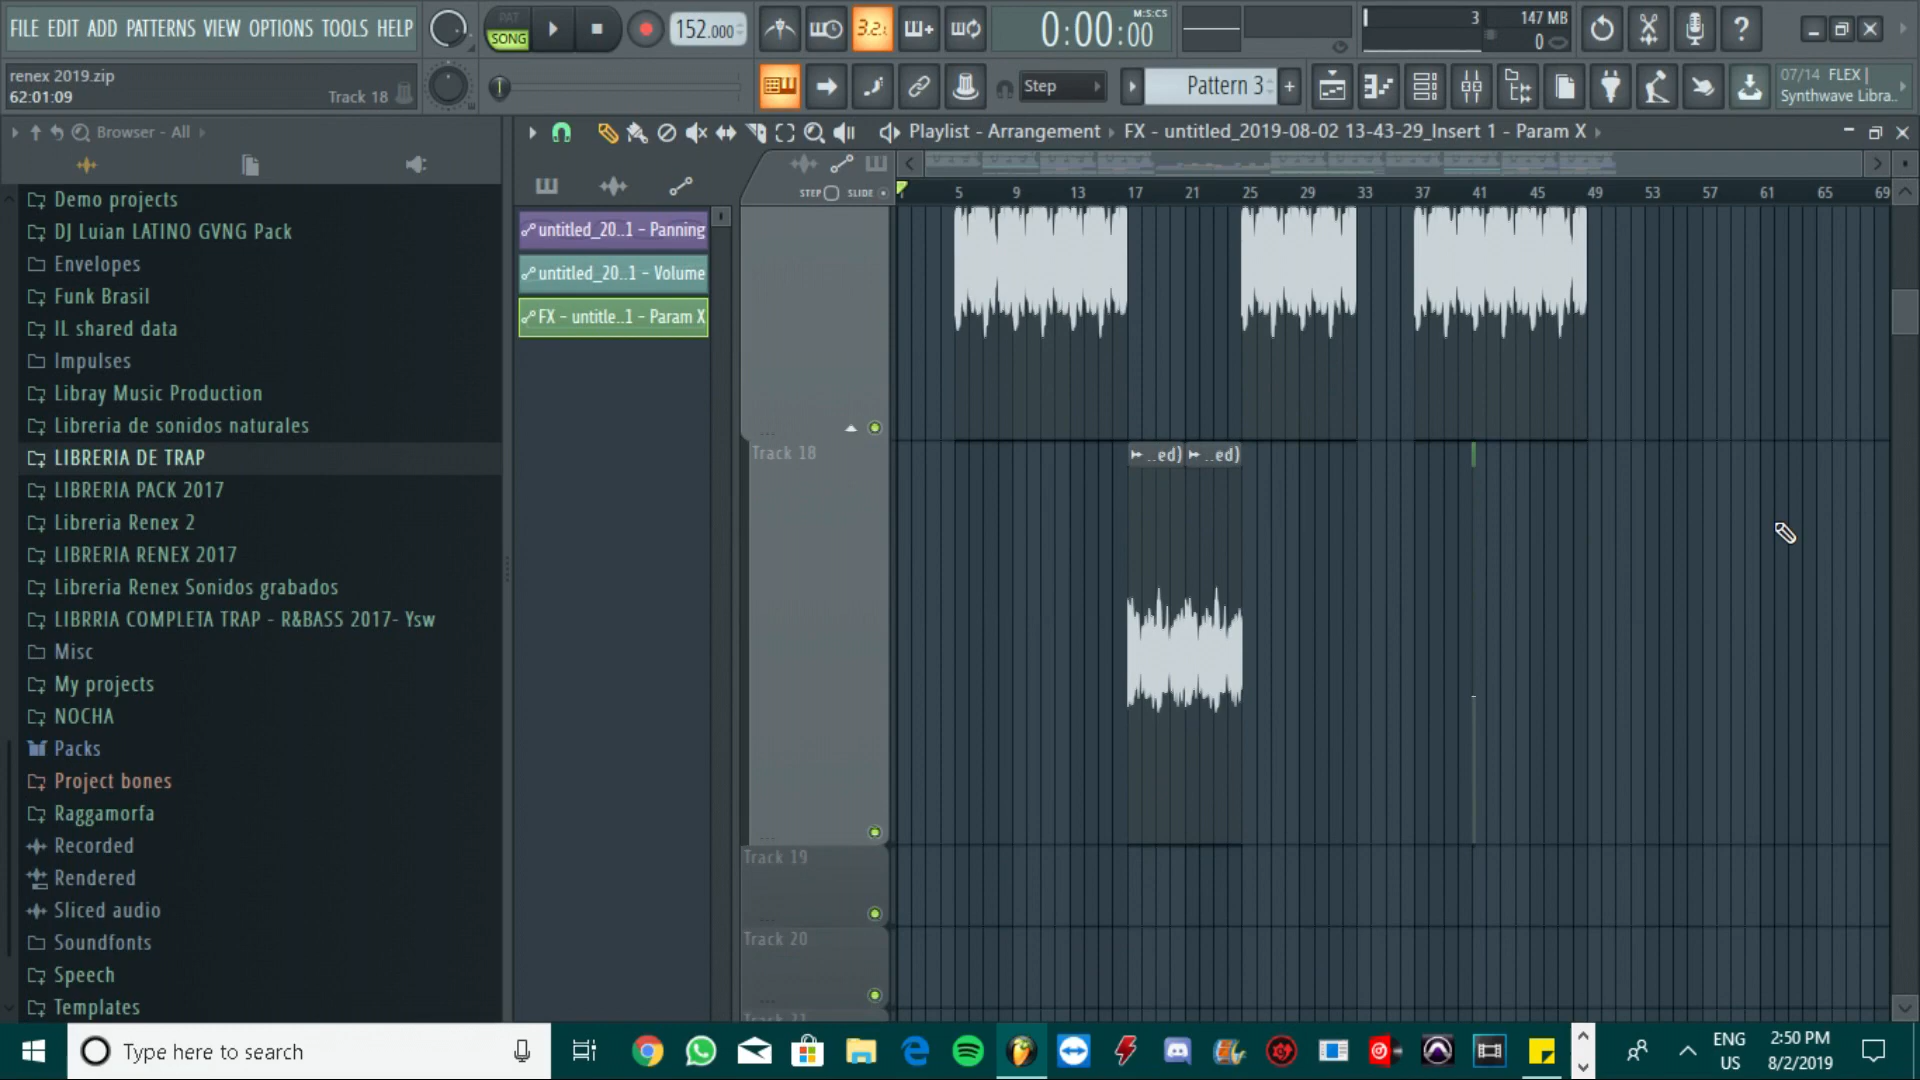 FILE EDIT ADD PATTERNS VIEW OPTIONS TOOLS HELP
PAT
SONG
152.000
3.2.
0:00:00
M:S:CS
3
147 MB
0
renex 2019.zip
62:01:09
Track 18
Step
Pattern 3
07/14 FLEX |
Synthwave Libra..
Browser - All
Playlist - Arrangement
FX - untitled_2019-08-02 13-43-29_Insert 1 - Param X
STEP
SLIDE
5 9 13 17 21 25 29 33 37 41 45 49 53 57 61 65 69
Demo projects
DJ Luian LATINO GVNG Pack
Envelopes
Funk Brasil
IL shared data
Impulses
Libray Music Production
Libreria de sonidos naturales
LIBRERIA DE TRAP
LIBRERIA PACK 2017
Libreria Renex 2
LIBRERIA RENEX 2017
Libreria Renex Sonidos grabados
LIBRRIA COMPLETA TRAP - R&BASS 2017- Ysw
Misc
My projects
NOCHA
Packs
Project bones
Raggamorfa
Recorded
Rendered
Sliced audio
Soundfonts
Speech
Templates
untitled_20..1 - Panning
untitled_20..1 - Volume
FX - untitle..1 - Param X
Track 18
..ed)
..ed)
Track 19
Track 20
Track 21
Type here to search
ENG
US
2:50 PM
8/2/2019